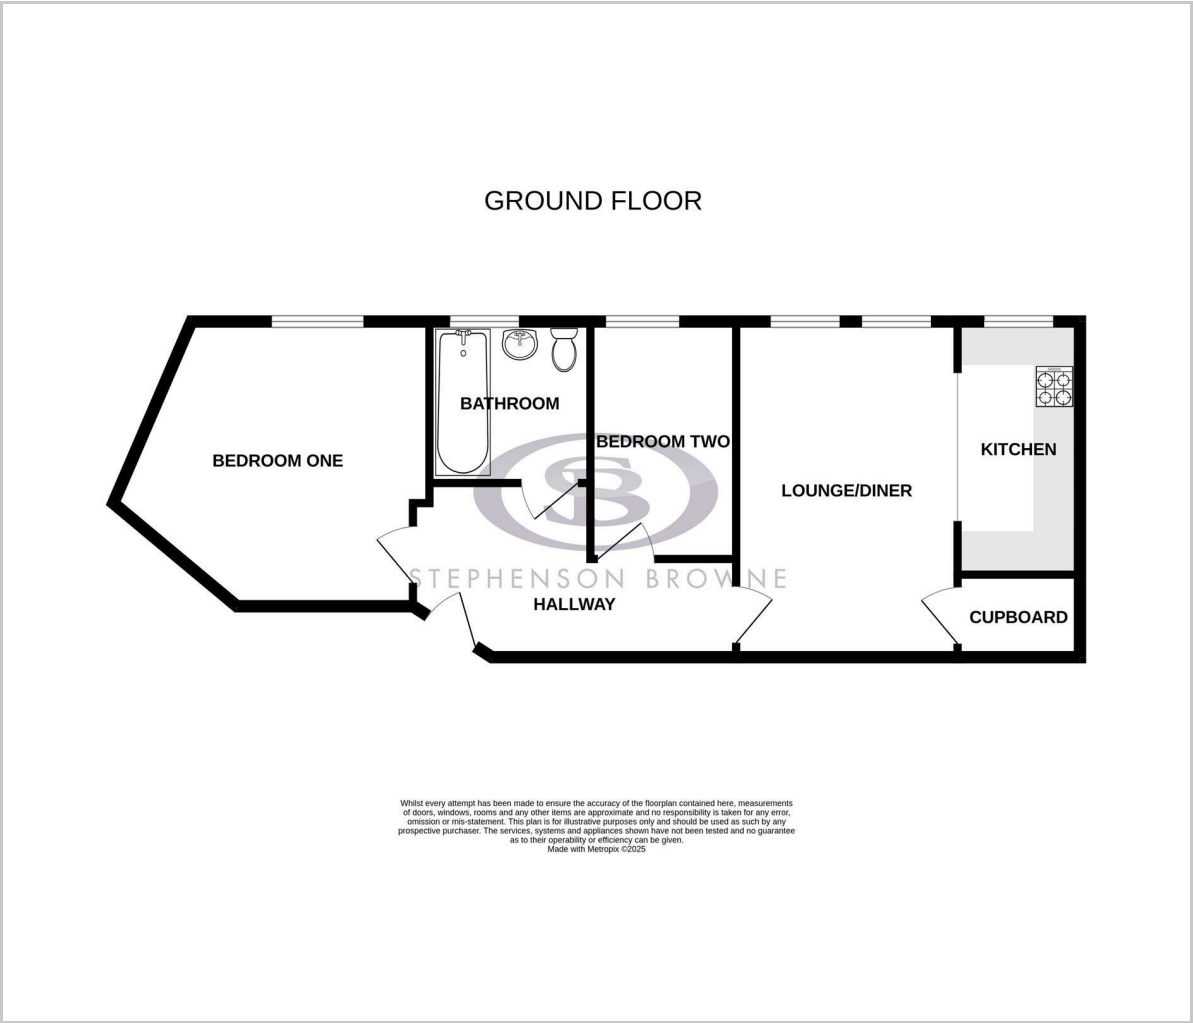 GROUND FLOOR
BATHROOM
BEDROOM TWO
KITCHEN
BEDROOM ONE
LOUNGE/DINER
SB
STEPHENSON BROWNE
HALLWAY
CUPBOARD
Whilst every attempt has been made to ensure the accuracy of the floorplan contained here, measurements
of doors, windows, rooms and any other items are approximate and no responsibility is taken for any error,
omission or mis-statement. This plan is for illustrative purposes only and should be used as such by any
prospective purchaser. The services, systems and appliances shown have not been tested and no guarantee
as to their operability or efficiency can be given.
Made with Metropix ©2025